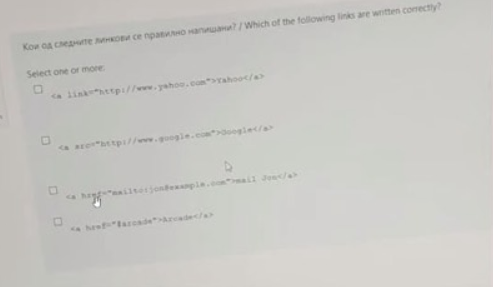 Кои од следните линкови се правилно напишани? / Which of the following links are written correctly?
Select one or more:
<a link="http://www.yahoo.com">Yahoo</a>
<a src="http://www.google.com">Google</a>
<a href="mailto:jon@example.com">mail Jon</a>
<a href="#arcade">Arcade</a>